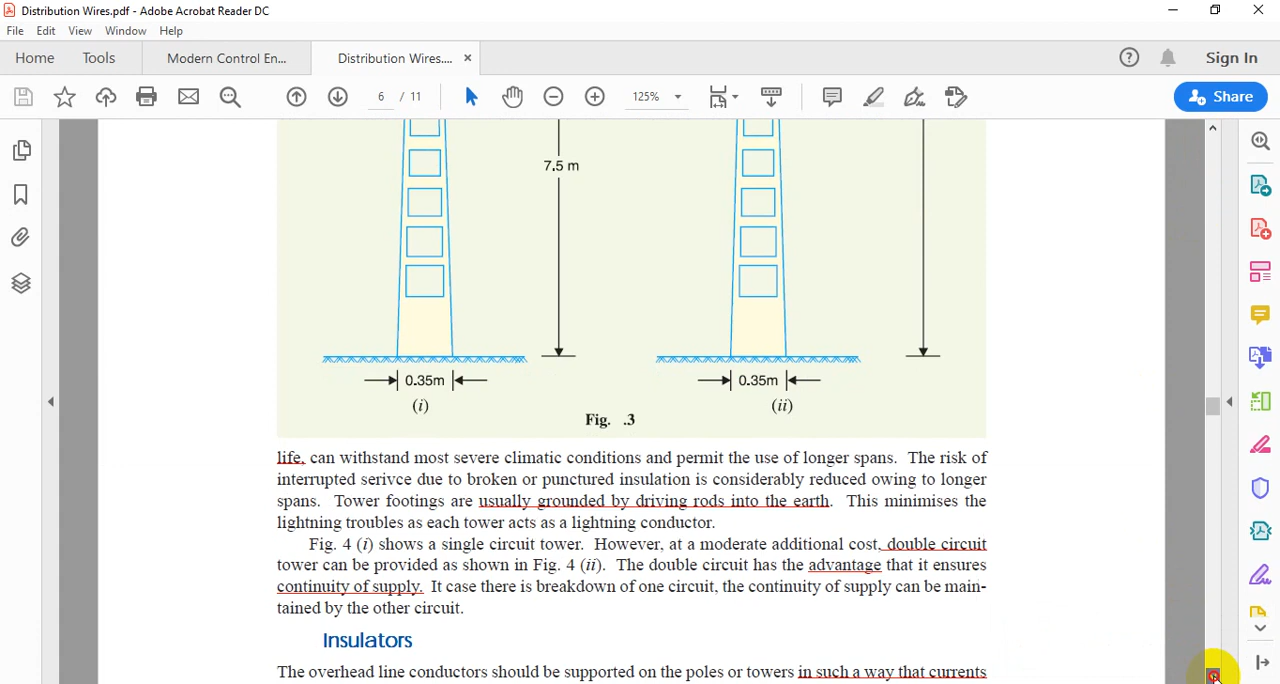 Distribution Wires.pdf - Adobe Acrobat Reader DC
File Edit View Window Help
Home Tools Modern Control En... Distribution Wires.... × Sign In
6 / 11 125% Share
7.5 m
0.35m 0.35m
(i) (ii)
Fig. .3
life, can withstand most severe climatic conditions and permit the use of longer spans. The risk of
interrupted serivce due to broken or punctured insulation is considerably reduced owing to longer
spans. Tower footings are usually grounded by driving rods into the earth. This minimises the
lightning troubles as each tower acts as a lightning conductor.
Fig. 4 (i) shows a single circuit tower. However, at a moderate additional cost, double circuit
tower can be provided as shown in Fig. 4 (ii). The double circuit has the advantage that it ensures
continuity of supply. It case there is breakdown of one circuit, the continuity of supply can be main-
tained by the other circuit.
Insulators
The overhead line conductors should be supported on the poles or towers in such a way that currents